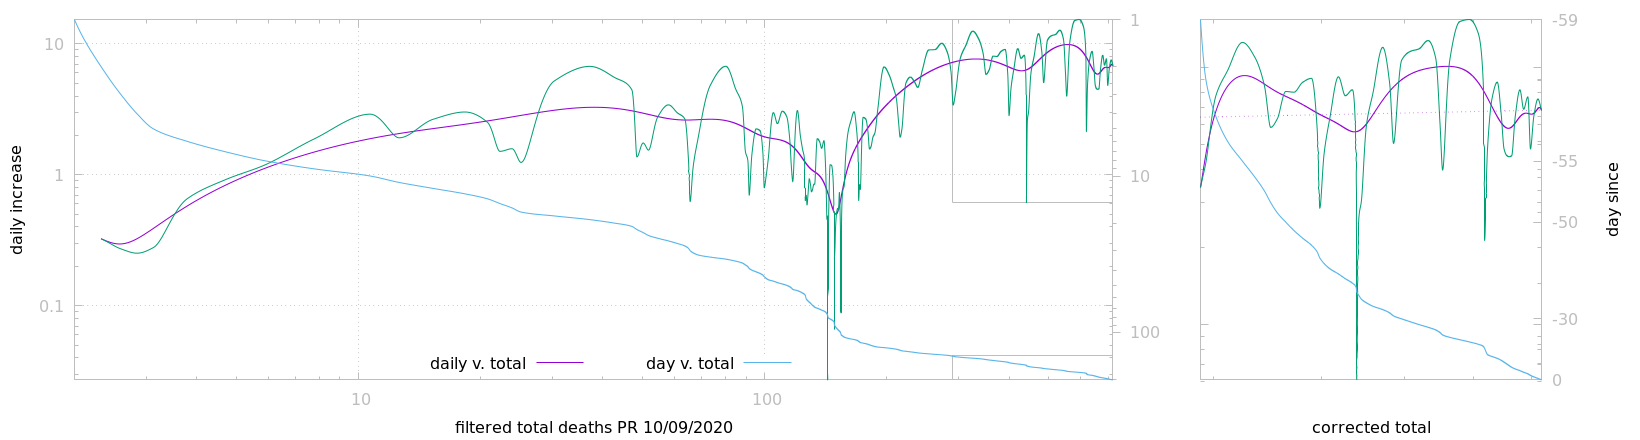 10
1
0.1
daily increase
daily v. total
day v. total
10
100
filtered total deaths PR 10/09/2020
1
10
100
-59
-55
-50
-30
0
day since
corrected total